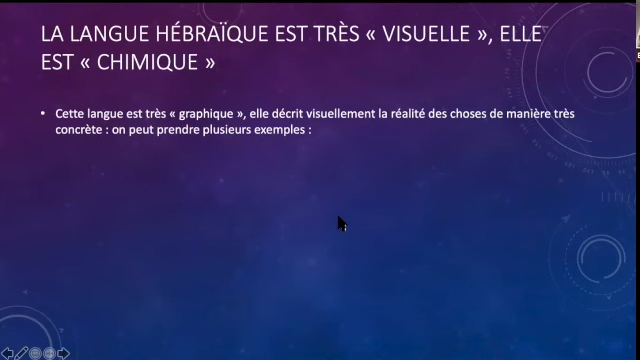 LA LANGUE HÉBRAÏQUE EST TRÈS « VISUELLE », ELLE
EST « CHIMIQUE »
• Cette langue est très « graphique », elle décrit visuellement la réalité des choses de manière très
concrète : on peut prendre plusieurs exemples :